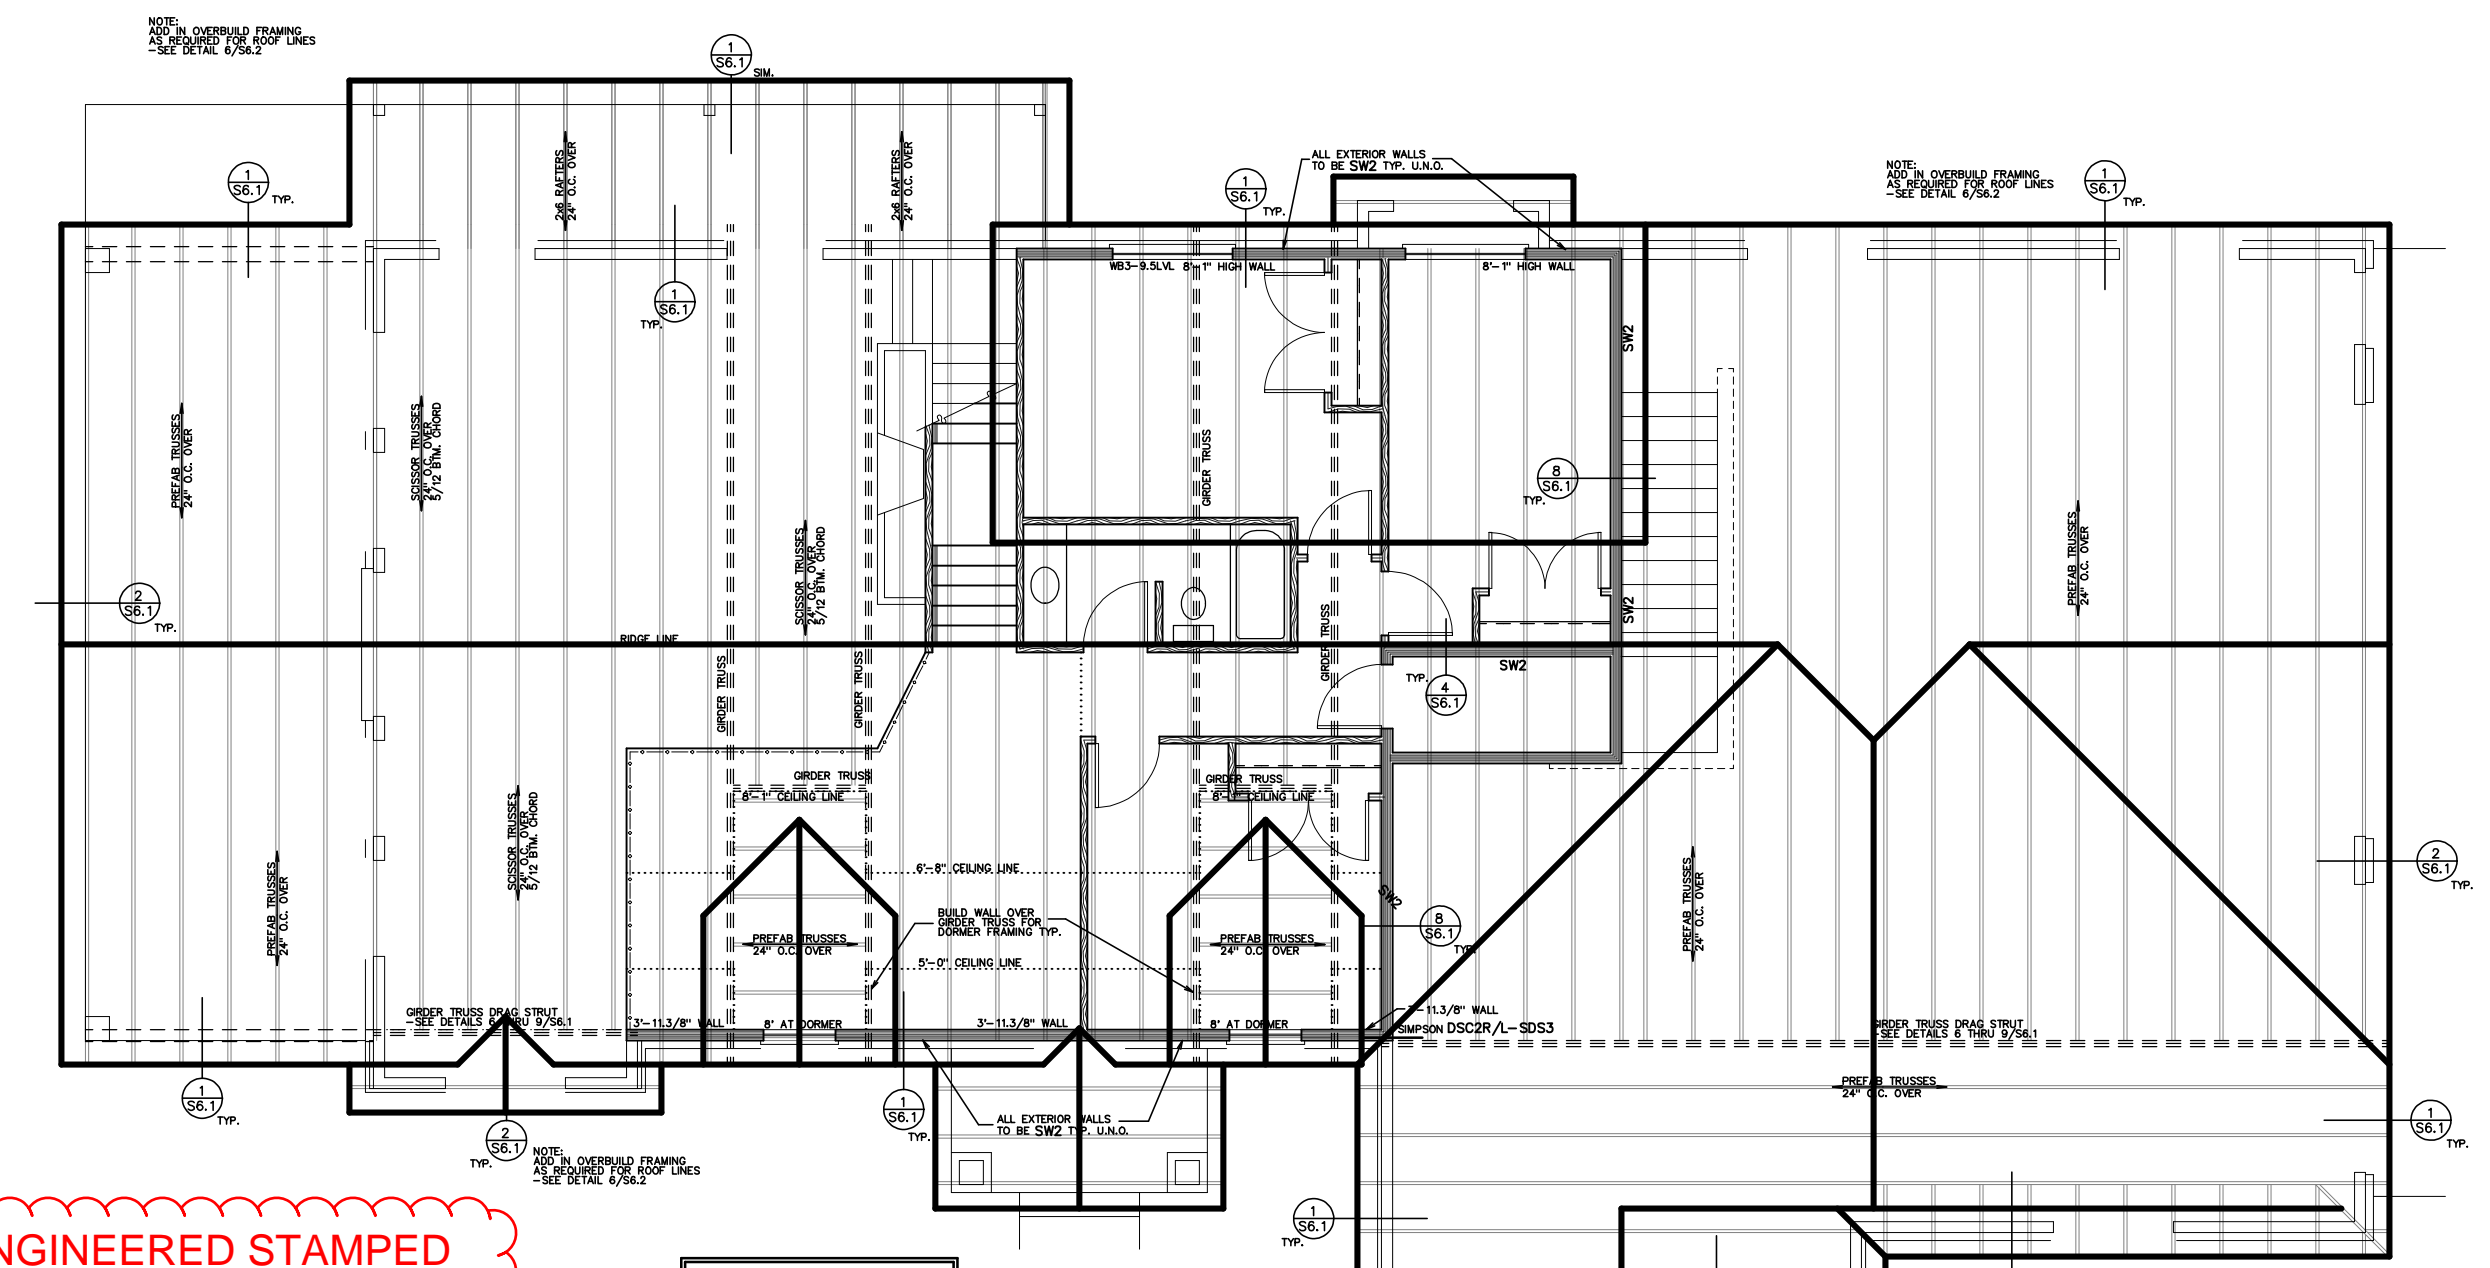 NOTE:
ADD IN OVERBUILD FRAMING
AS REQUIRED FOR ROOF LINES
-SEE DETAIL 6/S6.2
1
S6.1
SIM.
1
S6.1
TYP.
2x6 RAFTERS
24" O.C. OVER
2x6 RAFTERS
24" O.C. OVER
1
S6.1
TYP.
ALL EXTERIOR WALLS
TO BE SW2 TYP. U.N.O.
1
S6.1
TYP.
NOTE:
ADD IN OVERBUILD FRAMING
AS REQUIRED FOR ROOF LINES
-SEE DETAIL 6/S6.2
1
S6.1
TYP.
WB3-9.5LVL
8'-1" HIGH WALL
8'-1" HIGH WALL
SW2
PREFAB TRUSSES
24" O.C. OVER
SCISSOR TRUSSES
24" O.C. OVER
5/12 BTM. CHORD
GIRDER TRUSS
8
S6.1
TYP.
SCISSOR TRUSSES
24" O.C. OVER
5/12 BTM. CHORD
PREFAB TRUSSES
24" O.C. OVER
2
S6.1
TYP.
SW2
RIDGE LINE
GIRDER TRUSS
GIRDER TRUSS
GIRDER TRUSS
SW2
4
S6.1
TYP.
GIRDER TRUSS
8'-1" CEILING LINE
GIRDER TRUSS
CEILING LINE
SCISSOR TRUSSES
24" O.C. OVER
5/12 BTM. CHORD
PREFAB TRUSSES
24" O.C. OVER
6'-8" CEILING LINE
SW2
PREFAB TRUSSES
24" O.C. OVER
2
S6.1
TYP.
BUILD WALL OVER
GIRDER TRUSS FOR
DORMER FRAMING TYP.
8
S6.1
TYP.
PREFAB TRUSSES
24" O.C. OVER
PREFAB TRUSSES
24" O.C. OVER
5'-0" CEILING LINE
GIRDER TRUSS DRAG STRUT
-SEE DETAILS 6 THRU 9/S6.1
3'-11.3/8" WALL
8' AT DORMER
3'-11.3/8" WALL
8' AT DORMER
-11.3/8" WALL
SIMPSON DSC2R/L-SDS3
GIRDER TRUSS DRAG STRUT
-SEE DETAILS 6 THRU 9/S6.1
PREFAB TRUSSES
24" O.C. OVER
1
S6.1
TYP.
2
S6.1
TYP.
1
S6.1
TYP.
ALL EXTERIOR WALLS
TO BE SW2 TYP. U.N.O.
1
S6.1
TYP.
NOTE:
ADD IN OVERBUILD FRAMING
AS REQUIRED FOR ROOF LINES
-SEE DETAIL 6/S6.2
1
S6.1
TYP.
NGINEERED STAMPED